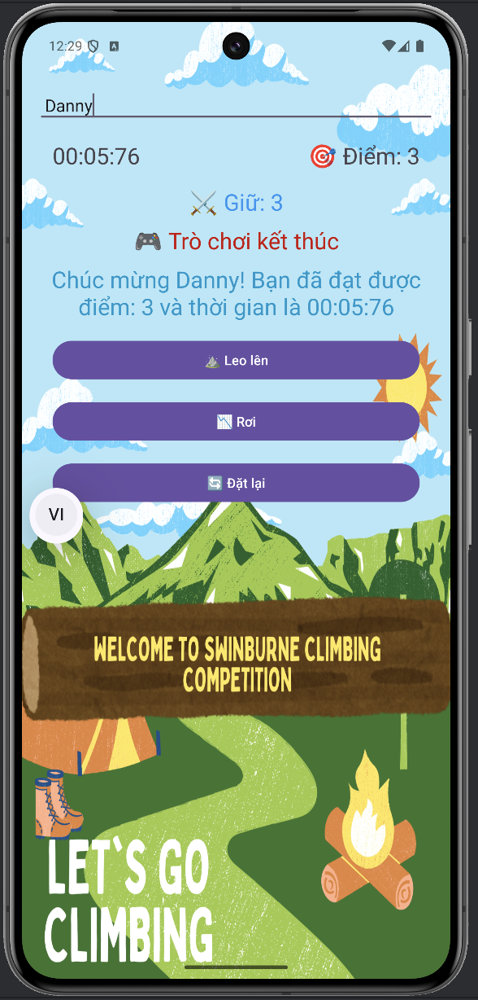 12:29
Danny
00:05:76
🎯 Điểm: 3
⚔️ Giữ: 3
🎮 Trò chơi kết thúc
Chúc mừng Danny! Bạn đã đạt được
điểm: 3 và thời gian là 00:05:76
Leo lên
Rơi
Đặt lại
VI
WELCOME TO SWINBURNE CLIMBING
COMPETITION
LET`S GO
CLIMBING